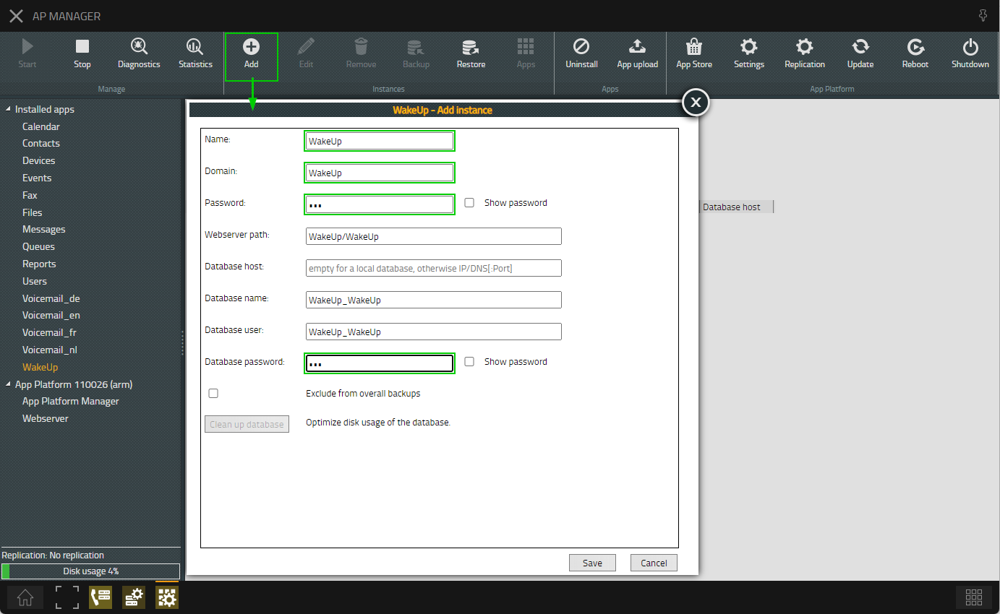 AP MANAGER
Start
Stop
Diagnostics
Statistics
Add
Edit
Remove
Backup
Restore
Apps
Uninstall
App upload
App Store
Settings
Replication
Update
Reboot
Shutdown
Manage
Instances
Apps
App Platform
Installed apps
Calendar
Contacts
Devices
Events
Fax
Files
Messages
Queues
Reports
Users
Voicemail_de
Voicemail_en
Voicemail_fr
Voicemail_nl
WakeUp
App Platform 110026 (arm)
App Platform Manager
Webserver
Replication: No replication
Disk usage 4%
WakeUp - Add instance
X
Name:
WakeUp
Domain:
WakeUp
Password:
•••
Show password
Webserver path:
WakeUp/WakeUp
Database host:
empty for a local database, otherwise IP/DNS[:Port]
Database name:
WakeUp_WakeUp
Database user:
WakeUp_WakeUp
Database password:
•••
Show password
Exclude from overall backups
Clean up database
Optimize disk usage of the database.
Save
Cancel
Database host